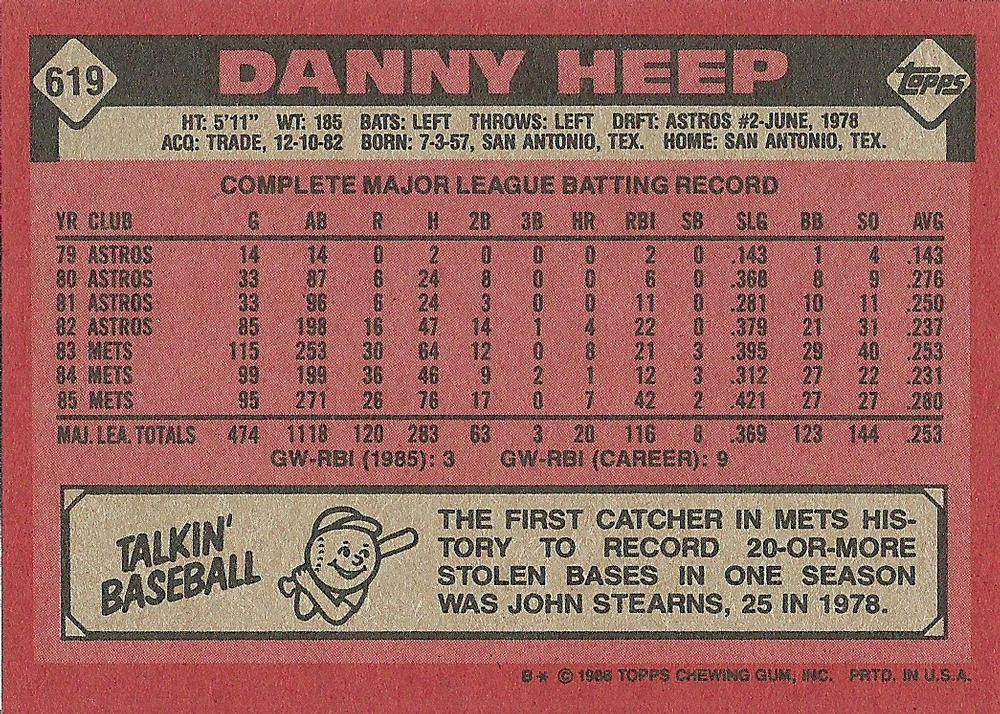 619 DANNY HEEP TOPPS
HT: 5'11" WT: 185 BATS: LEFT THROWS: LEFT DRFT: ASTROS #2-JUNE, 1978
ACQ: TRADE, 12-10-82 BORN: 7-3-57, SAN ANTONIO, TEX. HOME: SAN ANTONIO, TEX.
COMPLETE MAJOR LEAGUE BATTING RECORD
YR CLUB G AB R H 2B 3B HR RBI SB SLG BB SO AVG
79 ASTROS 14 14 0 2 0 0 0 2 0 .143 1 4 .143
80 ASTROS 33 87 6 24 8 0 0 6 0 .368 8 9 .276
81 ASTROS 33 96 6 24 3 0 0 11 0 .281 10 11 .250
82 ASTROS 85 198 16 47 14 1 4 22 0 .379 21 31 .237
83 METS 115 253 30 64 12 0 8 21 3 .395 29 40 .253
84 METS 99 199 36 46 9 2 1 12 3 .312 27 22 .231
85 METS 95 271 26 76 17 0 7 42 2 .421 27 27 .280
MAJ. LEA. TOTALS 474 1118 120 283 63 3 20 116 8 .369 123 144 .253
GW-RBI (1985): 3 GW-RBI (CAREER): 9
TALKIN'
BASEBALL
THE FIRST CATCHER IN METS HIS-
TORY TO RECORD 20-OR-MORE
STOLEN BASES IN ONE SEASON
WAS JOHN STEARNS, 25 IN 1978.
B * © 1986 TOPPS CHEWING GUM, INC. PRTD. IN U.S.A.